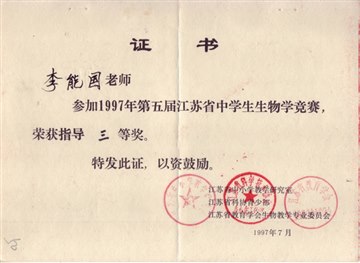 证书
李能国老师
参加1997年第五届江苏省中学生生物学竞赛，
荣获指导 三 等奖。
特发此证，以资鼓励。
江苏省中小学教学研究室
江苏省科协青少部
江苏省教育学会生物教学专业委员会
1997年7月